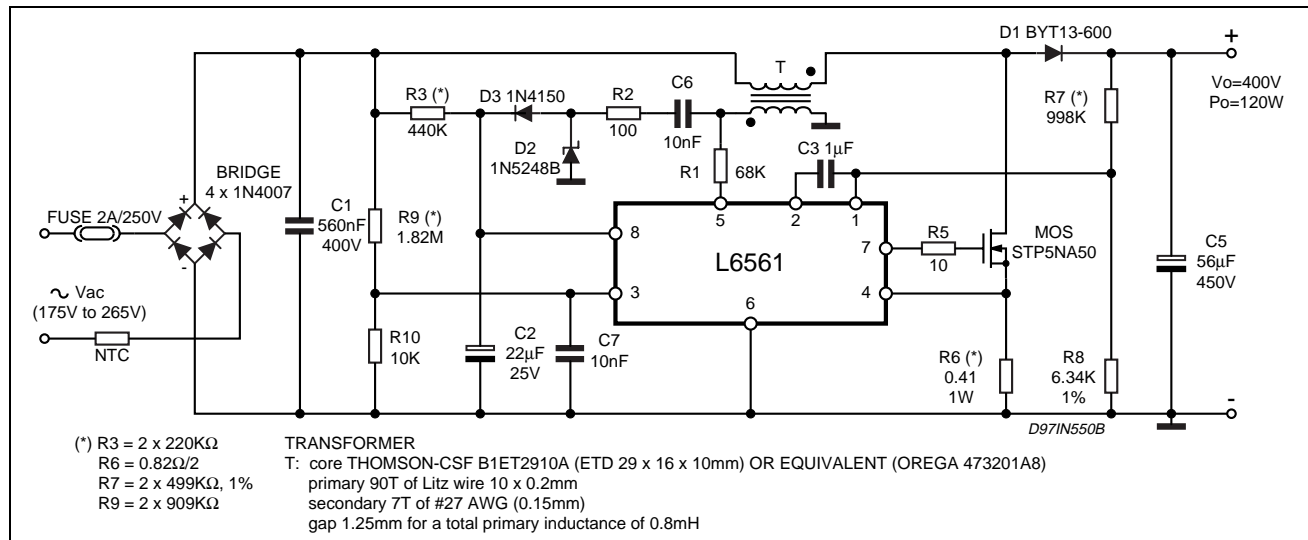 D1 BYT13-600
+
Vo=400V
Po=120W
T
R3 (*)
440K
D3 1N4150
R2
100
C6
10nF
R7 (*)
998K
D2
1N5248B
R1
68K
C3 1μF
BRIDGE
4 x 1N4007
+
-
FUSE 2A/250V
C1
560nF
400V
R9 (*)
1.82M
5
2
1
8
7
L6561
3
4
6
R5
10
MOS
STP5NA50
C5
56μF
450V
Vac
(175V to 265V)
NTC
R10
10K
C2
22μF
25V
C7
10nF
R6 (*)
0.41
1W
R8
6.34K
1%
-
D97IN550B
(*) R3 = 2 x 220KΩ
R6 = 0.82Ω/2
R7 = 2 x 499KΩ, 1%
R9 = 2 x 909KΩ
TRANSFORMER
T: core THOMSON-CSF B1ET2910A (ETD 29 x 16 x 10mm) OR EQUIVALENT (OREGA 473201A8)
primary 90T of Litz wire 10 x 0.2mm
secondary 7T of #27 AWG (0.15mm)
gap 1.25mm for a total primary inductance of 0.8mH